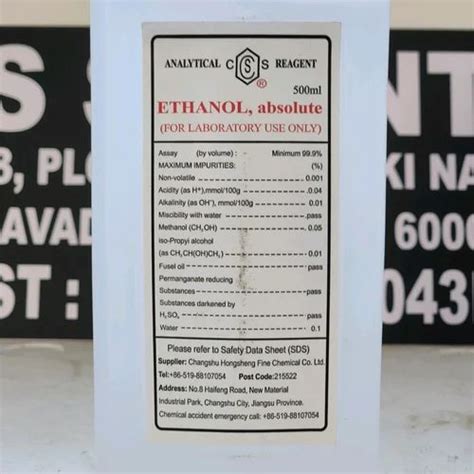 ANALYTICAL CSS REAGENT
®
500ml
ETHANOL, absolute
(FOR LABORATORY USE ONLY)
Assay (by volume) : Minimum 99.9%
MAXIMUM IMPURITIES: (%)
Non-volatile 0.001
Acidity (as H⁺),mmol/100g 0.04
Alkalinity (as OH⁻), mmol/100g 0.01
Miscibility with water pass
Methanol (CH₃OH) 0.05
iso-Propyl alcohol
(as CH₃CH(OH)CH₃) 0.01
Fusel oil pass
Permanganate reducing
Substances pass
Substances darkened by
H₂SO₄ pass
Water 0.1
Please refer to Safety Data Sheet (SDS)
Supplier: Changshu Hongsheng Fine Chemical Co. Ltd.
Tel:+86-519-88107054 Post Code:215522
Address: No.8 Haifeng Road, New Material
Industrial Park, Changshu City, Jiangsu Province.
Chemical accident emergency call: +86-519-88107054
S S
NT
3, PLO
KI NA
AVAD
6000
ST :
043